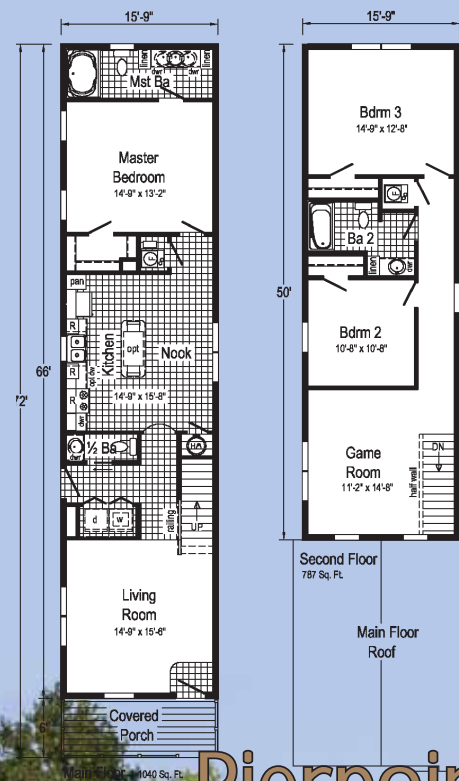 15'-9"
Mst Ba
linen
dwr
dwr
linen
Master
Bedroom
14'-9" x 13'-2"
F
pan
R
R
R
Kitchen
opt
Nook
opt dw
14'-9" x 15'-8"
dwr
½ Ba
dwr
d
w
railing
UP
Living
Room
14'-9" x 15'-6"
Covered
Porch
66'
72'
6'
Main Floor 1040 Sq. Ft.
15'-9"
Bdrm 3
14'-9" x 12'-8"
F
Ba 2
linen
dwr
Bdrm 2
10'-8" x 10'-8"
50'
Game
Room
11'-2" x 14'-8"
half wall
DN
Second Floor
787 Sq. Ft.
Main Floor
Roof